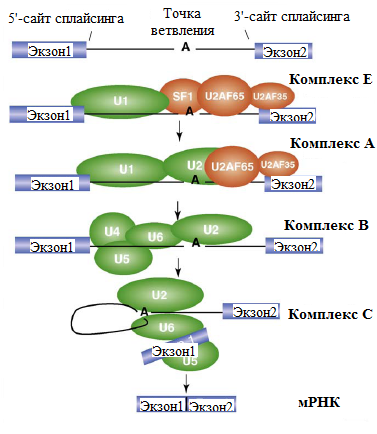 5'-сайт сплайсинга
Точка
ветвления
3'-сайт сплайсинга
Экзон1
А
Экзон2
Комплекс Е
U1
SF1
U2AF65
U2AF35
Экзон1
А
Экзон2
Комплекс А
U1
U2
U2AF65
U2AF35
Экзон1
А
Экзон2
Комплекс В
U4
U6
U2
U5
Экзон1
А
Экзон2
Комплекс С
U2
А
Экзон2
U6
Экзон1
U5
Экзон1
Экзон2
мРНК